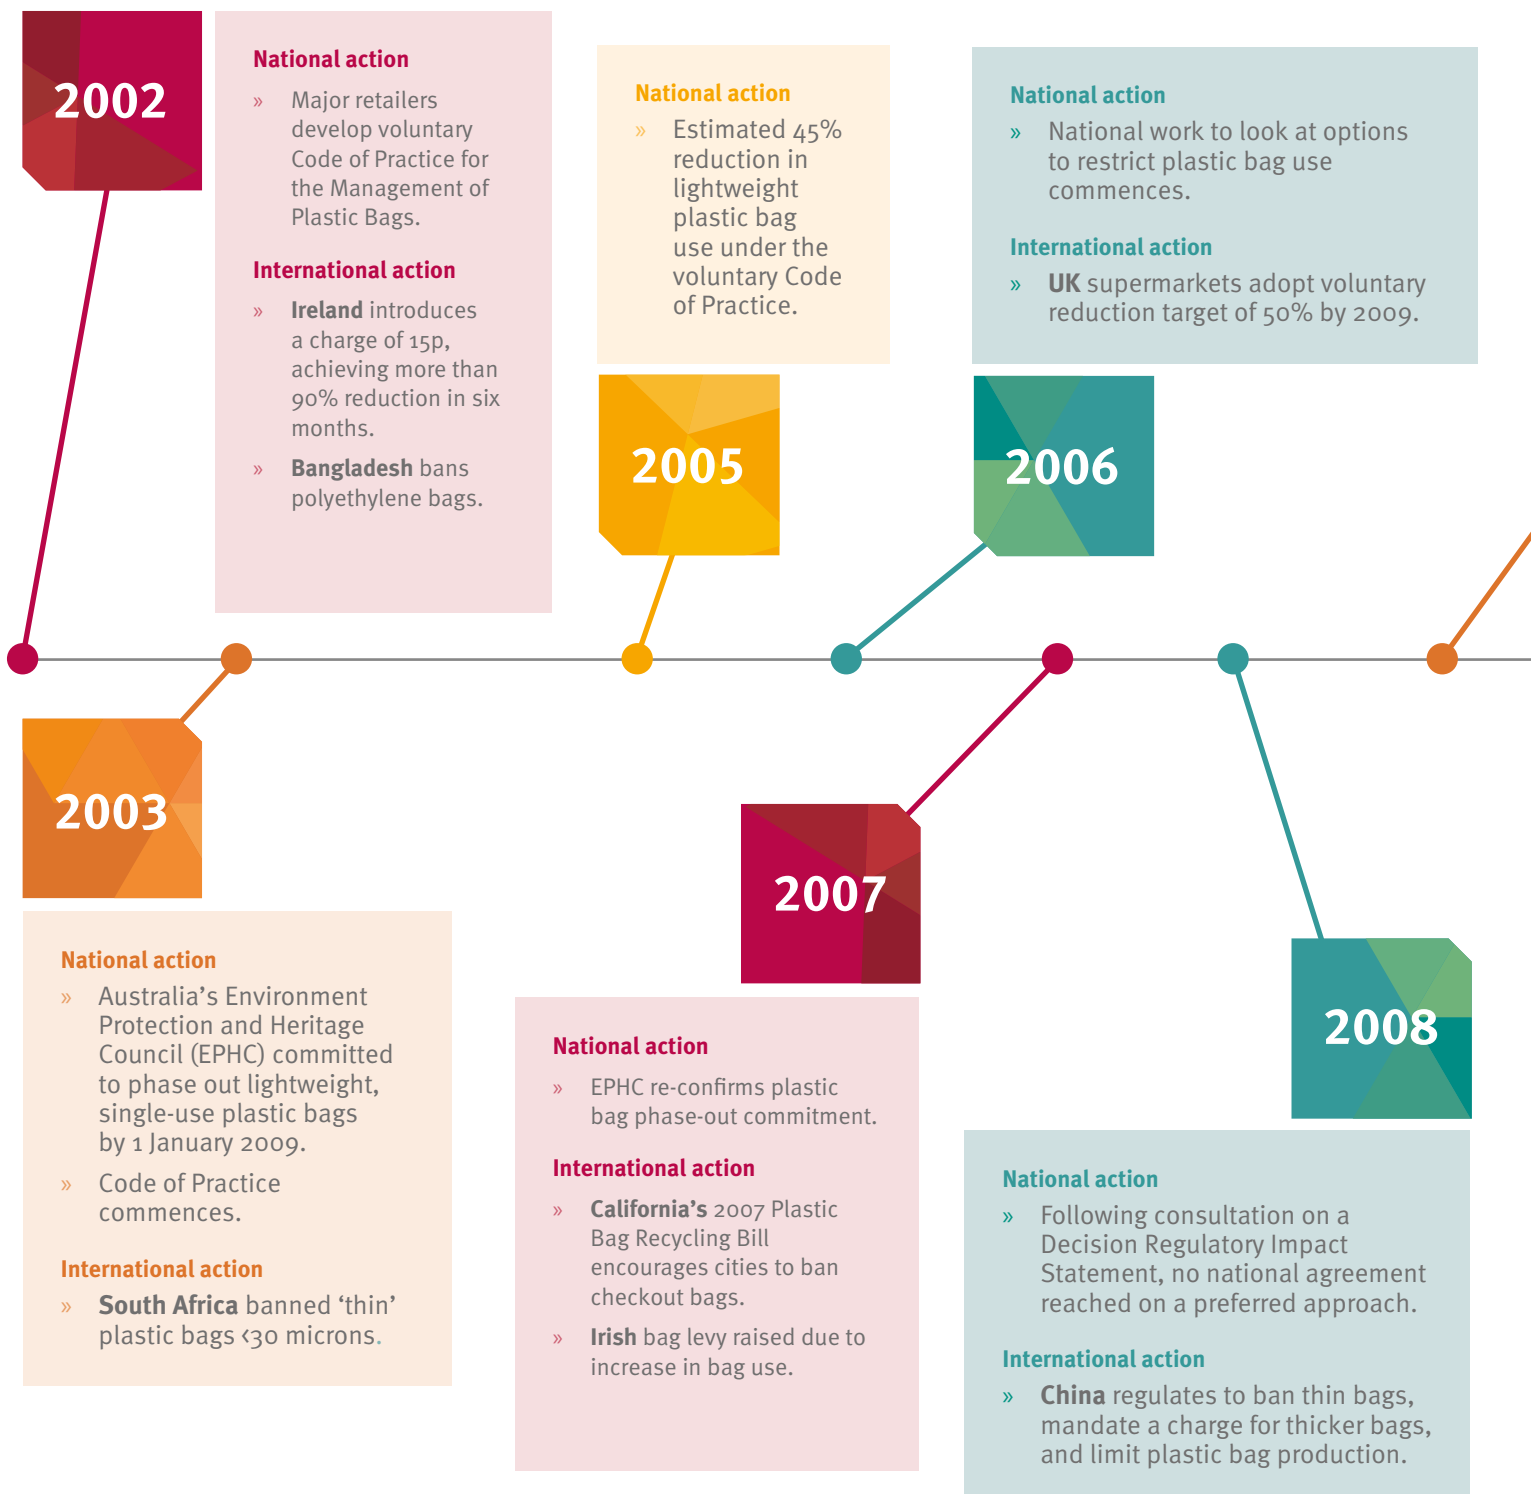 2002
National action
» Major retailers
develop voluntary
Code of Practice for
the Management of
Plastic Bags.
International action
» Ireland introduces
a charge of 15p,
achieving more than
90% reduction in six
months.
» Bangladesh bans
polyethylene bags.
2003
National action
» Australia’s Environment
Protection and Heritage
Council (EPHC) committed
to phase out lightweight,
single-use plastic bags
by 1 January 2009.
» Code of Practice
commences.
International action
» South Africa banned ‘thin’
plastic bags <30 microns.
National action
» Estimated 45%
reduction in
lightweight
plastic bag
use under the
voluntary Code
of Practice.
2005
National action
» National work to look at options
to restrict plastic bag use
commences.
International action
» UK supermarkets adopt voluntary
reduction target of 50% by 2009.
2006
2007
National action
» EPHC re-confirms plastic
bag phase-out commitment.
International action
» California’s 2007 Plastic
Bag Recycling Bill
encourages cities to ban
checkout bags.
» Irish bag levy raised due to
increase in bag use.
2008
National action
» Following consultation on a
Decision Regulatory Impact
Statement, no national agreement
reached on a preferred approach.
International action
» China regulates to ban thin bags,
mandate a charge for thicker bags,
and limit plastic bag production.